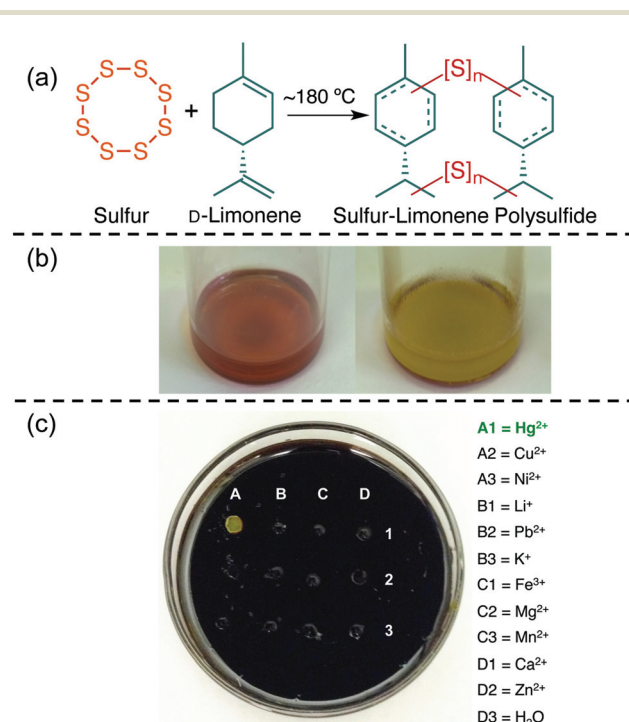 (a)
S S S S S S S S
+
~180 ºC
[S]n
[S]n
Sulfur D-Limonene Sulfur-Limonene Polysulfide
(b)
(c)
A B C D
1
2
3
A1 = Hg²⁺
A2 = Cu²⁺
A3 = Ni²⁺
B1 = Li⁺
B2 = Pb²⁺
B3 = K⁺
C1 = Fe³⁺
C2 = Mg²⁺
C3 = Mn²⁺
D1 = Ca²⁺
D2 = Zn²⁺
D3 = H₂O